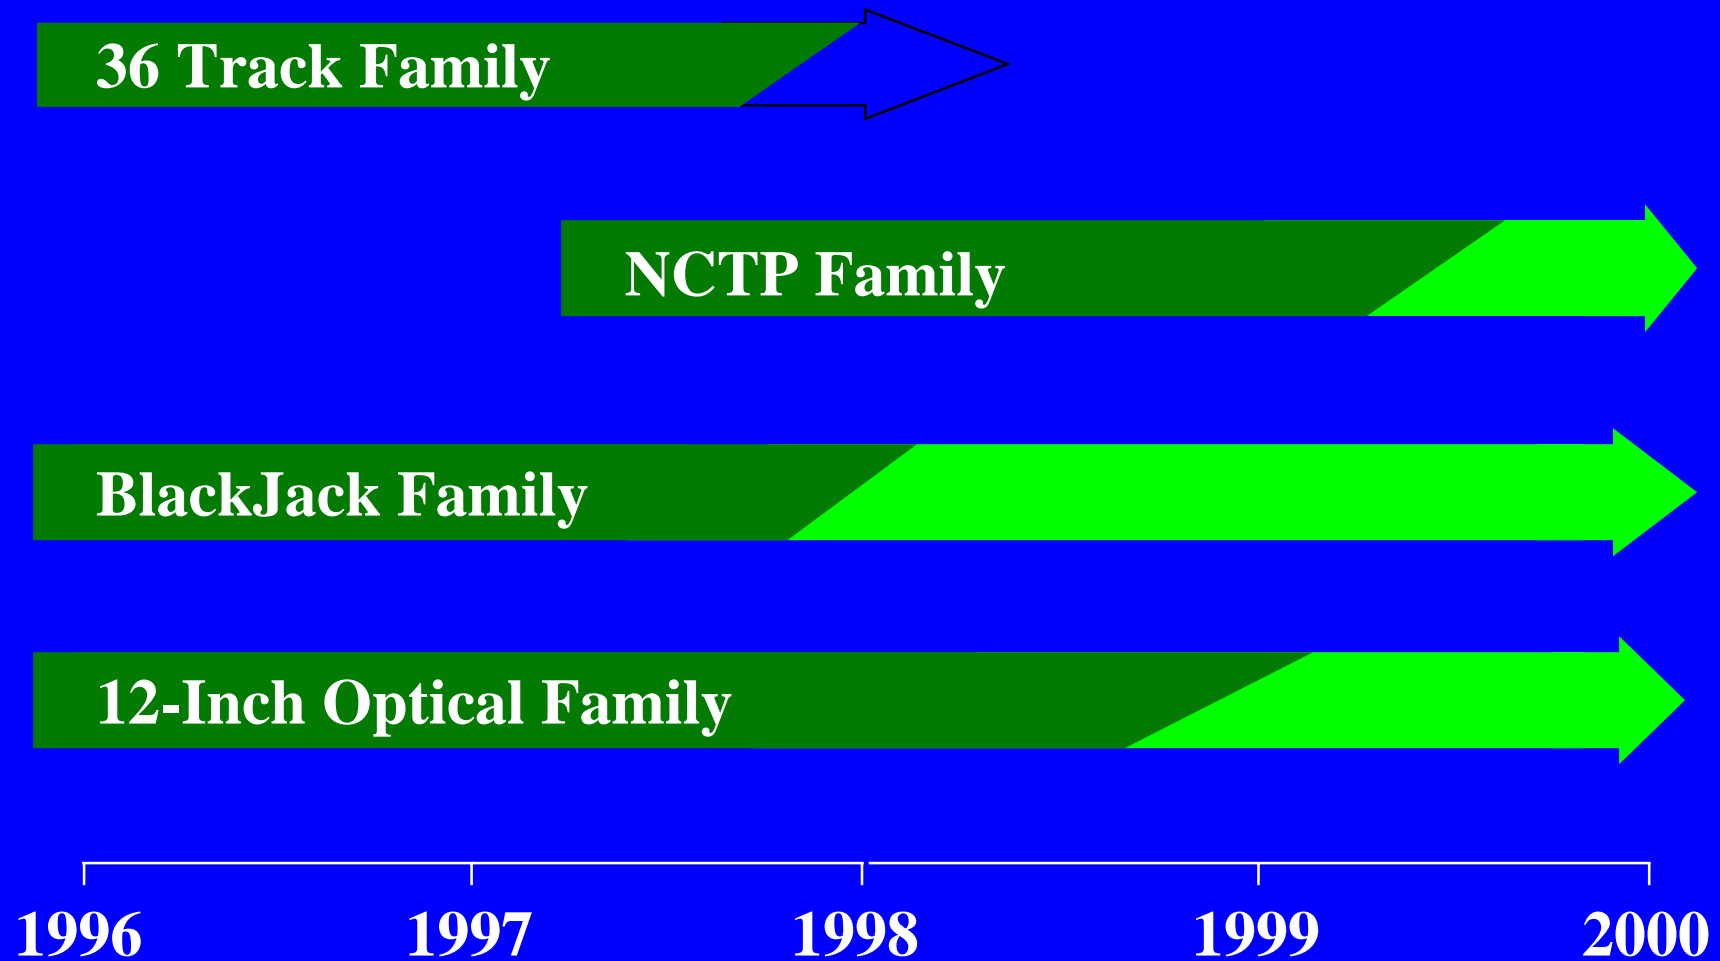 36 Track Family
NCTP Family
BlackJack Family
12-Inch Optical Family
1996 1997 1998 1999 2000